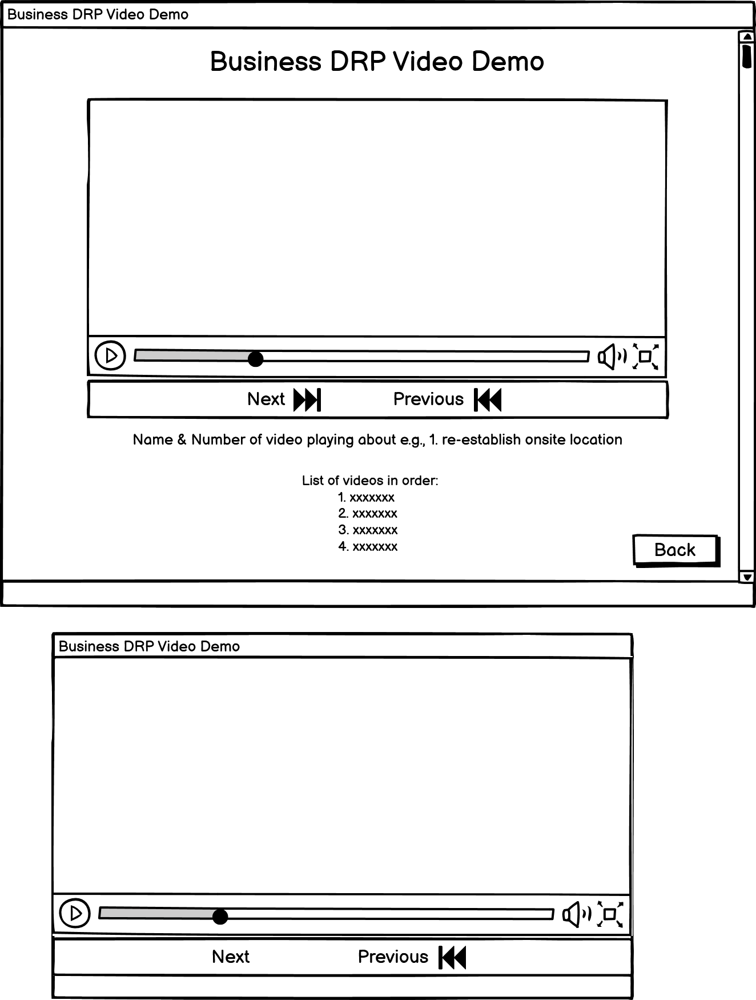 Business DRP Video Demo
Business DRP Video Demo
Next Previous
Name & Number of video playing about e.g., 1. re-establish onsite location
List of videos in order:
1. xxxxxxx
2. xxxxxxx
3. xxxxxxx
4. xxxxxxx
Back
Business DRP Video Demo
Next Previous